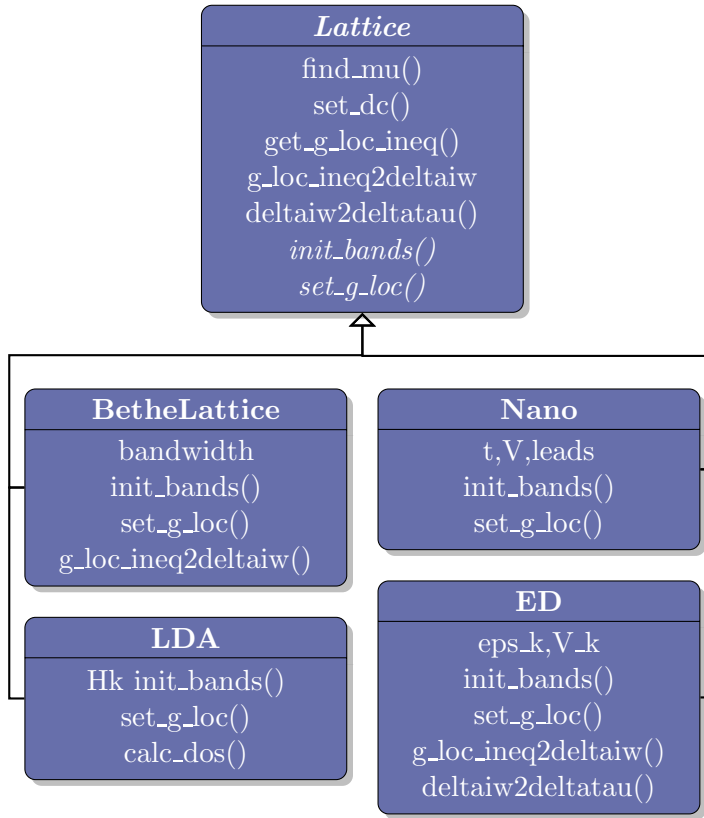 Lattice
find_mu()
set_dc()
get_g_loc_ineq()
g_loc_ineq2deltaiw
deltaiw2deltatau()
init_bands()
set_g_loc()
BetheLattice
bandwidth
init_bands()
set_g_loc()
g_loc_ineq2deltaiw()
Nano
t,V,leads
init_bands()
set_g_loc()
LDA
Hk init_bands()
set_g_loc()
calc_dos()
ED
eps_k,V_k
init_bands()
set_g_loc()
g_loc_ineq2deltaiw()
deltaiw2deltatau()